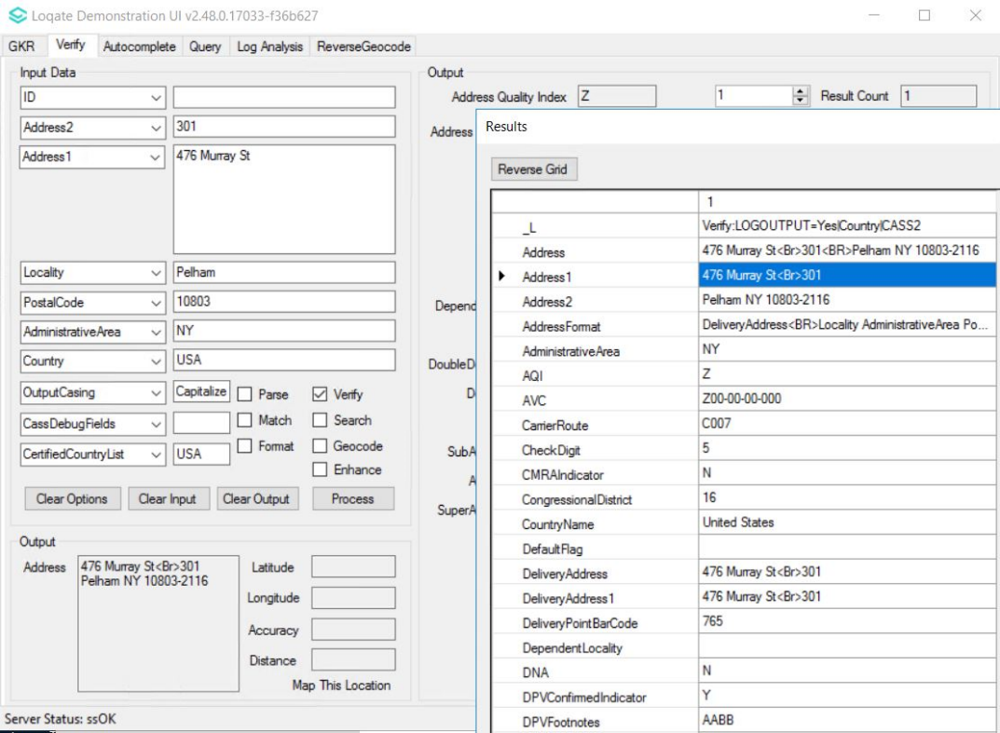 Loqate Demonstration UI v2.48.0.17033-f36b627
GKR Verify Autocomplete Query Log Analysis ReverseGeocode
Input Data
ID
Address2 301
Address1 476 Murray St
Locality Pelham
PostalCode 10803
AdministrativeArea NY
Country USA
OutputCasing Capitalize Parse Verify
CassDebugFields Match Search
CertifiedCountryList USA Format Geocode
Enhance
Clear Options Clear Input Clear Output Process
Output
Address 476 Murray St<Br>301
Pelham NY 10803-2116
Latitude
Longitude
Accuracy
Distance
Map This Location
Server Status: ssOK
Output
Address Quality Index Z 1 Result Count 1
Address
Depend
DoubleD
D
SubA
A
SuperA
Results
Reverse Grid
1
_L Verify:LOGOUTPUT=Yes|Country|CASS2
Address 476 Murray St<Br>301<BR>Pelham NY 10803-2116
Address1 476 Murray St<Br>301
Address2 Pelham NY 10803-2116
AddressFormat DeliveryAddress<BR>Locality AdministrativeArea Po...
AdministrativeArea NY
AQI Z
AVC Z00-00-00-000
CarrierRoute C007
CheckDigit 5
CMRAIndicator N
CongressionalDistrict 16
CountryName United States
DefaultFlag
DeliveryAddress 476 Murray St<Br>301
DeliveryAddress1 476 Murray St<Br>301
DeliveryPointBarCode 765
DependentLocality
DNA N
DPVConfirmedIndicator Y
DPVFootnotes AABB